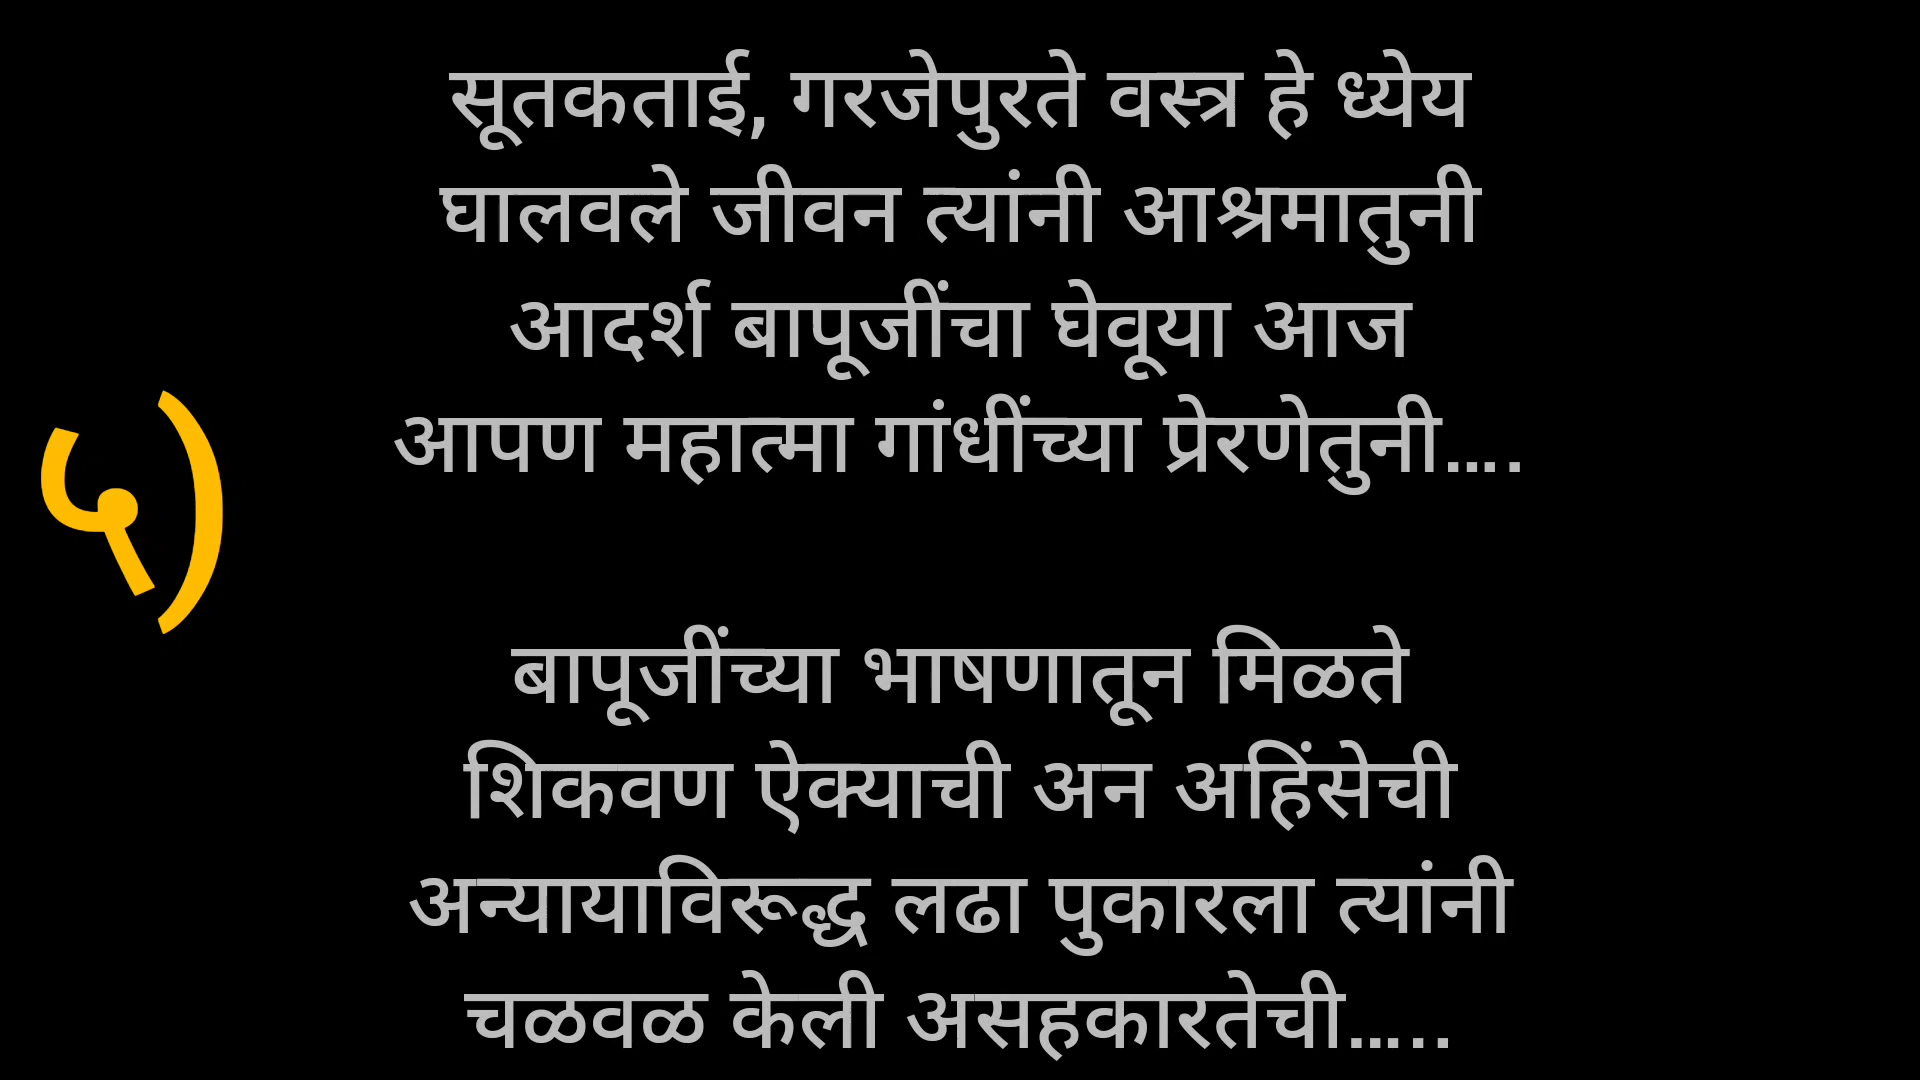 सूतकताई, गरजेपुरते वस्त्र हे ध्येय
घालवले जीवन त्यांनी आश्रमातुनी
आदर्श बापूजींचा घेवूया आज
आपण महात्मा गांधींच्या प्रेरणेतुनी....
५)
बापूजींच्या भाषणातून मिळते
शिकवण ऐक्याची अन अहिंसेची
अन्यायाविरूद्ध लढा पुकारला त्यांनी
चळवळ केली असहकारतेची.....